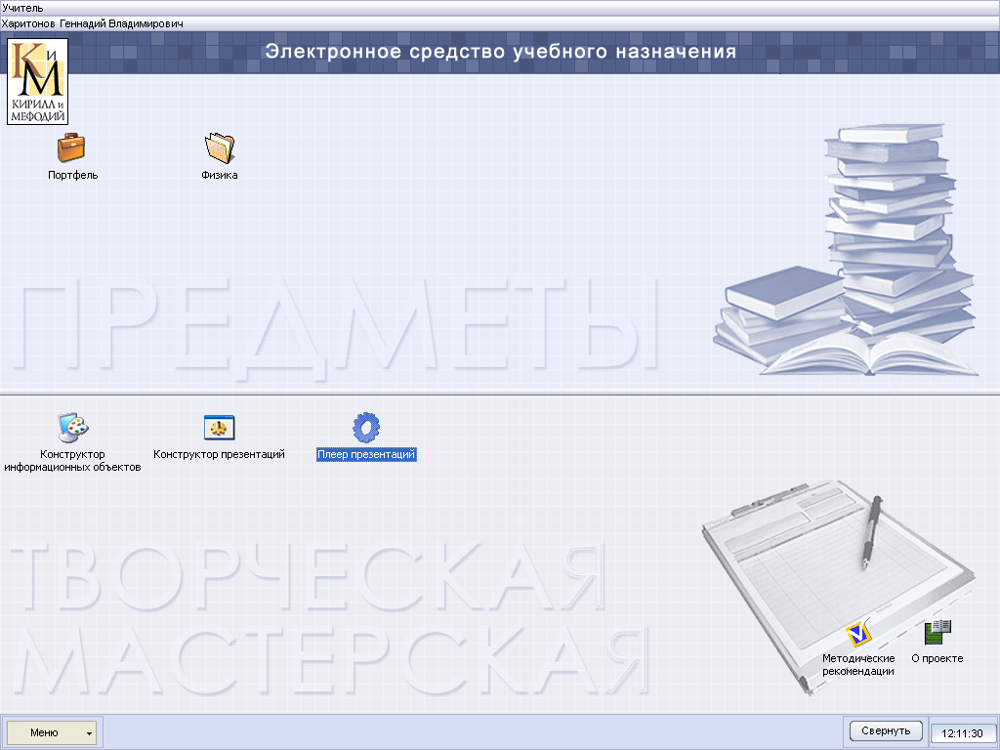 Учитель
Харитонов Геннадий Владимирович
Электронное средство учебного назначения
К и
М
КИРИЛЛ и
МЕФОДИЙ
Портфель
Физика
ПРЕДМЕТЫ
Конструктор
информационных объектов
Конструктор презентаций
Плеер презентаций
ТВОРЧЕСКАЯ
МАСТЕРСКАЯ
Методические
рекомендации
О проекте
Меню
Свернуть
12:11:30